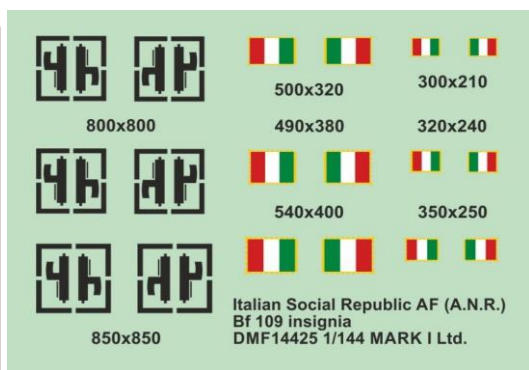 500x320
300x210
800x800
490x380
320x240
540x400
350x250
850x850
Italian Social Republic AF (A.N.R.)
Bf 109 insignia
DMF14425 1/144 MARK I Ltd.